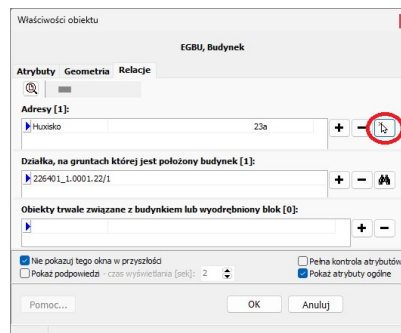 Właściwości obiektu
EGBU, Budynek
Atrybuty Geometria Relacje
Adresy [1]:
Huxisko 23a
Działka, na gruntach której jest położony budynek [1]:
226401_1.0001.22/1
Obiekty trwale związane z budynkiem lub wyodrębniony blok [0]:
Nie pokazuj tego okna w przyszłości
Pełna kontrola atrybutów
Pokaż podpowiedzi - czas wyświetlania [sek]: 2
Pokaż atrybuty ogólne
Pomoc... OK Anuluj